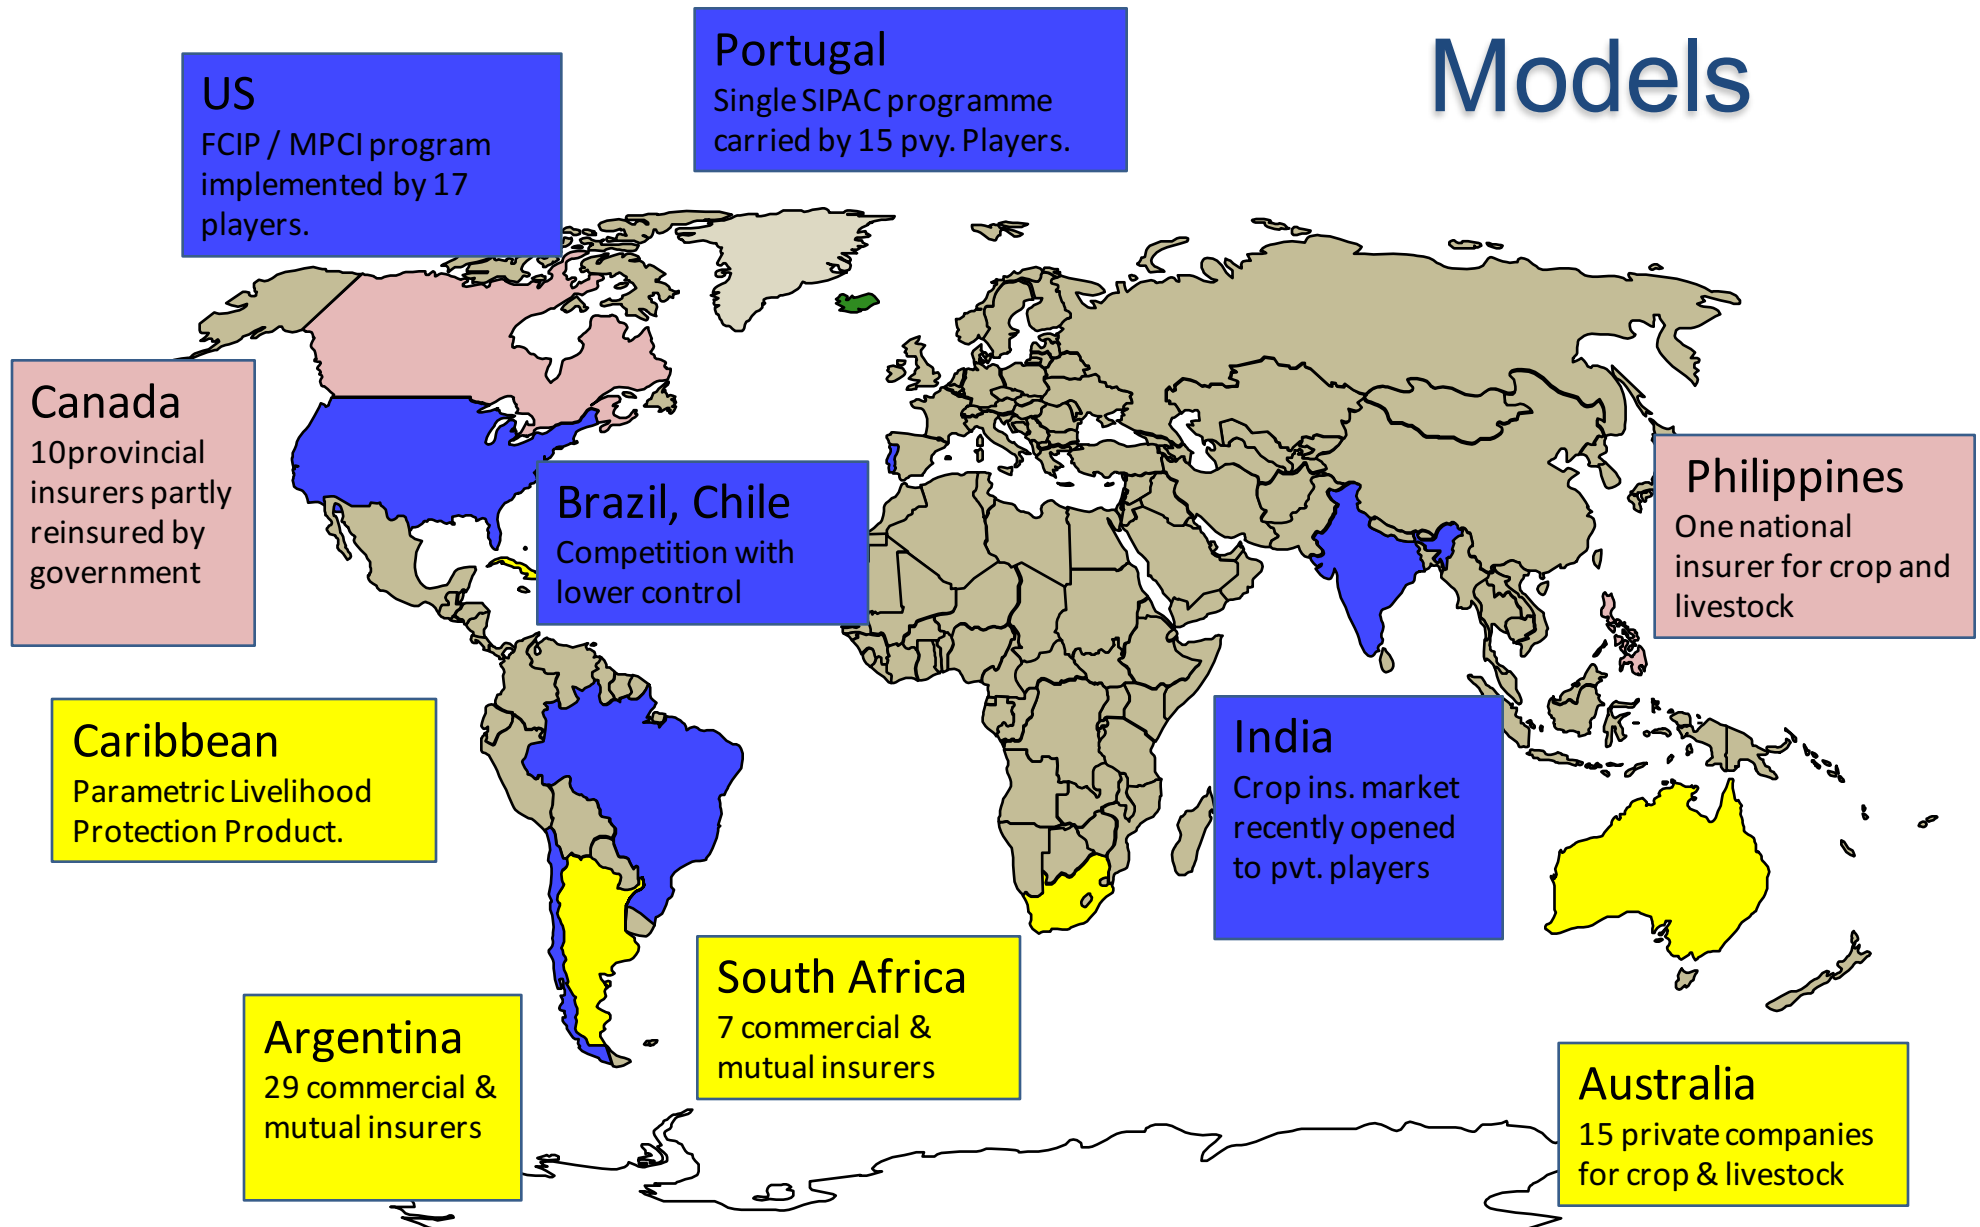 Models
US
FCIP / MPCI program
implemented by 17
players.
Portugal
Single SIPAC programme
carried by 15 pvy. Players.
Canada
10 provincial
insurers partly
reinsured by
government
Brazil, Chile
Competition with
lower control
Philippines
One national
insurer for crop and
livestock
Caribbean
Parametric Livelihood
Protection Product.
India
Crop ins. market
recently opened
to pvt. players
South Africa
7 commercial &
mutual insurers
Argentina
29 commercial &
mutual insurers
Australia
15 private companies
for crop & livestock